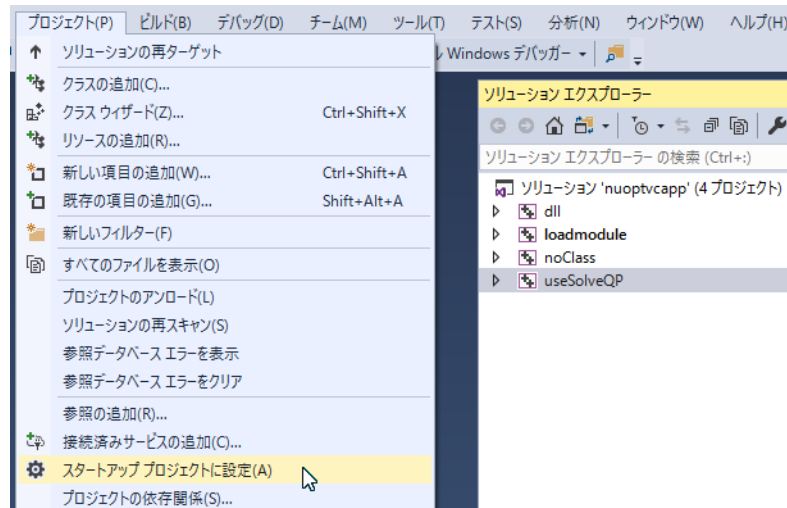 プロジェクト(P) ビルド(B) デバッグ(D) チーム(M) ツール(T) テスト(S) 分析(N) ウィンドウ(W) ヘルプ(H)
ソリューションの再ターゲット
Windows デバッガー
クラスの追加(C)...
クラス ウィザード(Z)... Ctrl+Shift+X
リソースの追加(R)...
新しい項目の追加(W)... Ctrl+Shift+A
既存の項目の追加(G)... Shift+Alt+A
新しいフィルター(F)
すべてのファイルを表示(O)
プロジェクトのアンロード(L)
ソリューションの再スキャン(S)
参照データベース エラーを表示
参照データベース エラーをクリア
参照の追加(R)...
接続済みサービスの追加(C)...
スタートアップ プロジェクトに設定(A)
プロジェクトの依存関係(S)...
ソリューション エクスプローラー
ソリューション エクスプローラー の検索 (Ctrl+:)
ソリューション 'nuoptvcapp' (4 プロジェクト)
dll
loadmodule
noClass
useSolveQP